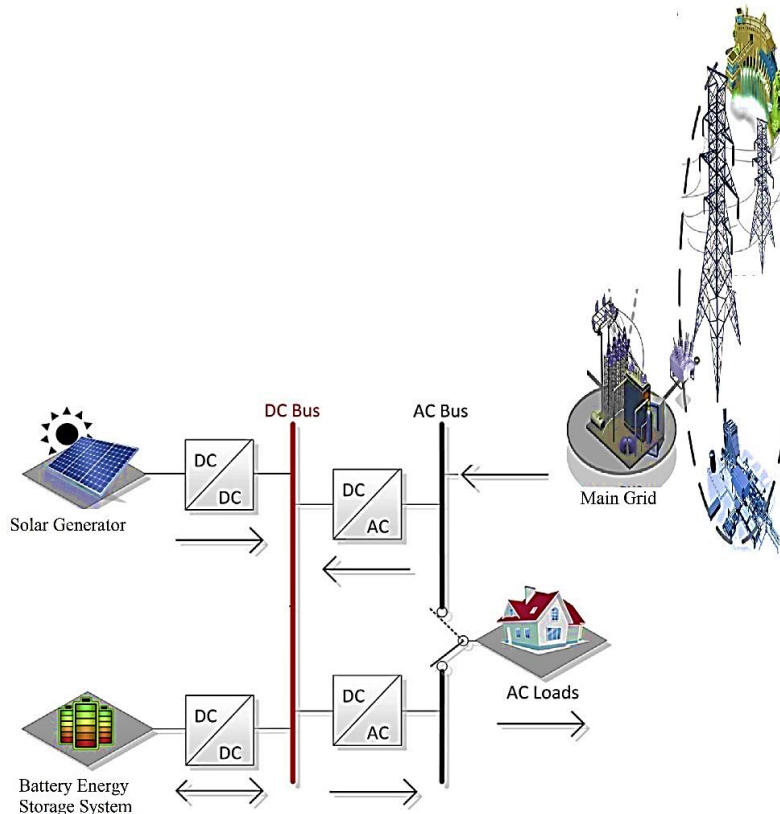 DC Bus
AC Bus
DC
DC
Solar Generator
DC
AC
Main Grid
AC Loads
DC
DC
DC
AC
Battery Energy
Storage System